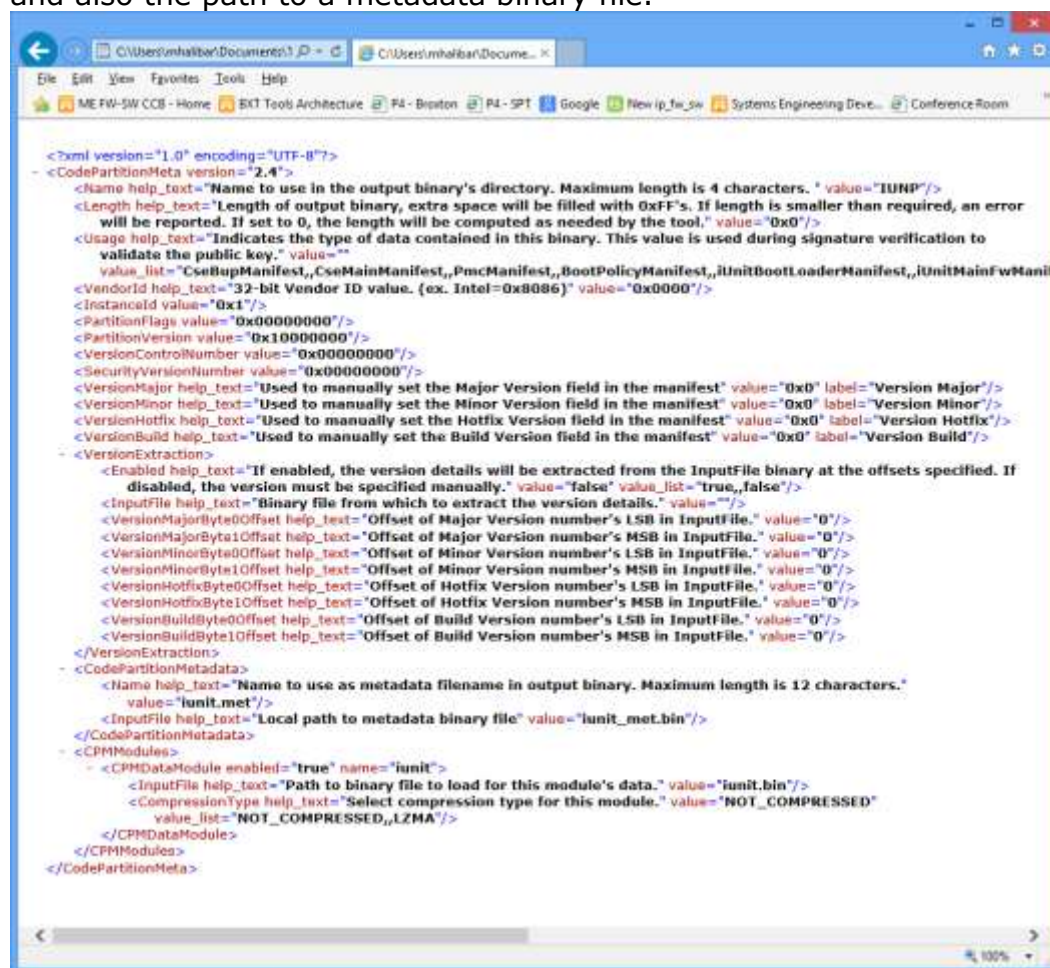 and also the path to a metadata binary file.
C:\Users\mhalibar\Documents\1
C:\Users\mhalibar\Docume...
File Edit View Favorites Tools Help
ME FW-SW CCB - Home BXT Tools Architecture P4 - Broxton P4 - SPT Google New ip_fw_sw Systems Engineering Deve... Conference Room
<?xml version="1.0" encoding="UTF-8"?>
- <CodePartitionMeta version="2.4">
<Name help_text="Name to use in the output binary's directory. Maximum length is 4 characters. " value="IUNP"/>
<Length help_text="Length of output binary, extra space will be filled with 0xFF's. If length is smaller than required, an error
will be reported. If set to 0, the length will be computed as needed by the tool." value="0x0"/>
<Usage help_text="Indicates the type of data contained in this binary. This value is used during signature verification to
validate the public key." value=""
value_list="CseBupManifest,,CseMainManifest,,PmcManifest,,BootPolicyManifest,,iUnitBootLoaderManifest,,iUnitMainFwManif
<VendorId help_text="32-bit Vendor ID value. (ex. Intel=0x8086)" value="0x0000"/>
<InstanceId value="0x1"/>
<PartitionFlags value="0x00000000"/>
<PartitionVersion value="0x10000000"/>
<VersionControlNumber value="0x00000000"/>
<SecurityVersionNumber value="0x00000000"/>
<VersionMajor help_text="Used to manually set the Major Version field in the manifest" value="0x0" label="Version Major"/>
<VersionMinor help_text="Used to manually set the Minor Version field in the manifest" value="0x0" label="Version Minor"/>
<VersionHotfix help_text="Used to manually set the Hotfix Version field in the manifest" value="0x0" label="Version Hotfix"/>
<VersionBuild help_text="Used to manually set the Build Version field in the manifest" value="0x0" label="Version Build"/>
- <VersionExtraction>
<Enabled help_text="If enabled, the version details will be extracted from the InputFile binary at the offsets specified. If
disabled, the version must be specified manually." value="false" value_list="true,,false"/>
<InputFile help_text="Binary file from which to extract the version details." value=""/>
<VersionMajorByte0Offset help_text="Offset of Major Version number's LSB in InputFile." value="0"/>
<VersionMajorByte1Offset help_text="Offset of Major Version number's MSB in InputFile." value="0"/>
<VersionMinorByte0Offset help_text="Offset of Minor Version number's LSB in InputFile." value="0"/>
<VersionMinorByte1Offset help_text="Offset of Minor Version number's MSB in InputFile." value="0"/>
<VersionHotfixByte0Offset help_text="Offset of Hotfix Version number's LSB in InputFile." value="0"/>
<VersionHotfixByte1Offset help_text="Offset of Hotfix Version number's MSB in InputFile." value="0"/>
<VersionBuildByte0Offset help_text="Offset of Build Version number's LSB in InputFile." value="0"/>
<VersionBuildByte1Offset help_text="Offset of Build Version number's MSB in InputFile." value="0"/>
</VersionExtraction>
- <CodePartitionMetadata>
<Name help_text="Name to use as metadata filename in output binary. Maximum length is 12 characters."
value="iunit.met"/>
<InputFile help_text="Local path to metadata binary file" value="iunit_met.bin"/>
</CodePartitionMetadata>
- <CPMModules>
- <CPMDataModule enabled="true" name="iunit">
<InputFile help_text="Path to binary file to load for this module's data." value="iunit.bin"/>
<CompressionType help_text="Select compression type for this module." value="NOT_COMPRESSED"
value_list="NOT_COMPRESSED,,LZMA"/>
</CPMDataModule>
</CPMModules>
</CodePartitionMeta>
100%